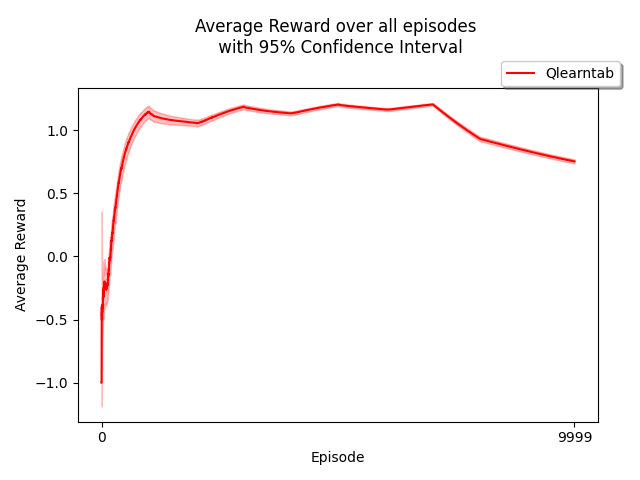 Average Reward over all episodes
with 95% Confidence Interval
Qlearntab
1.0
0.5
0.0
−0.5
−1.0
Average Reward
0
9999
Episode